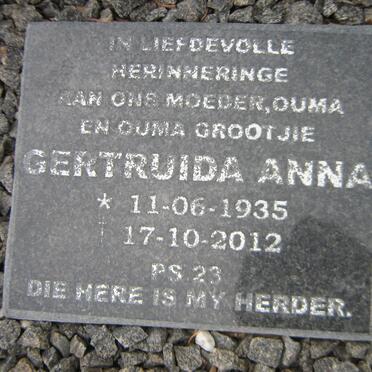 IN LIEFDEVOLLE
HERINNERINGE
AAN ONS MOEDER, OUMA
EN OUMA GROOTJIE
GERTRUIDA ANNA
* 11-06-1935
† 17-10-2012
PS 23
DIE HERE IS MY HERDER.